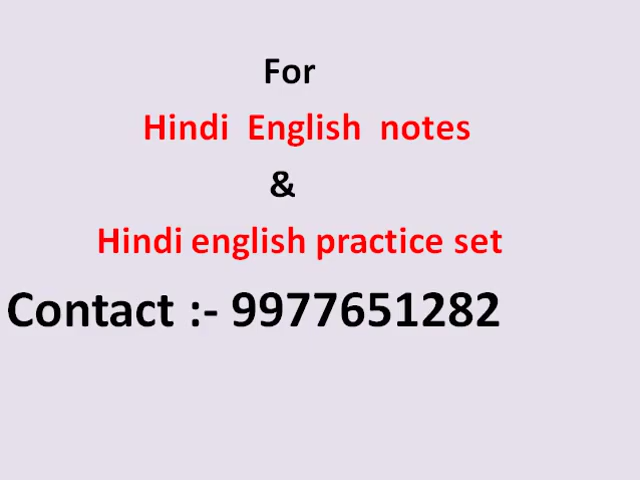 For
Hindi English notes
&
Hindi english practice set
Contact :- 9977651282